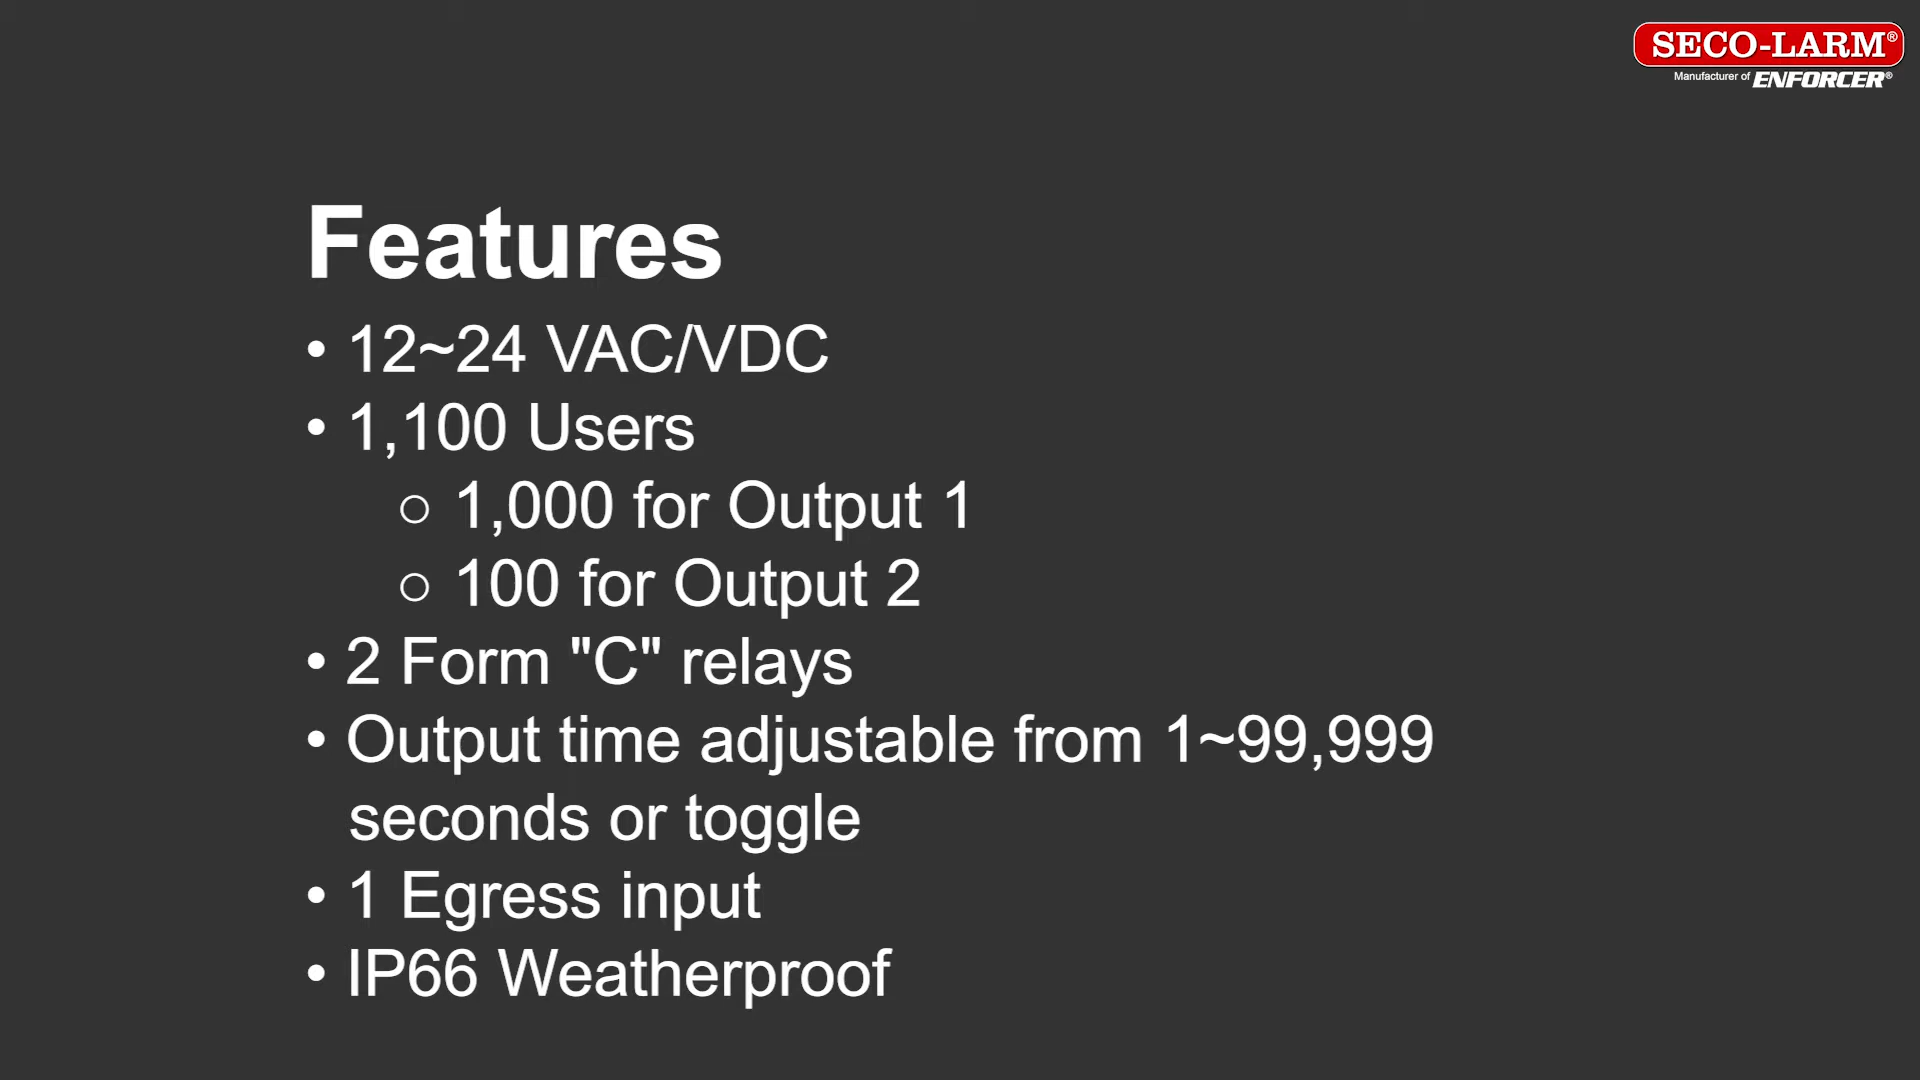 SECO-LARM®
Manufacturer of ENFORCER®
Features
• 12~24 VAC/VDC
• 1,100 Users
○ 1,000 for Output 1
○ 100 for Output 2
• 2 Form "C" relays
• Output time adjustable from 1~99,999
seconds or toggle
• 1 Egress input
• IP66 Weatherproof